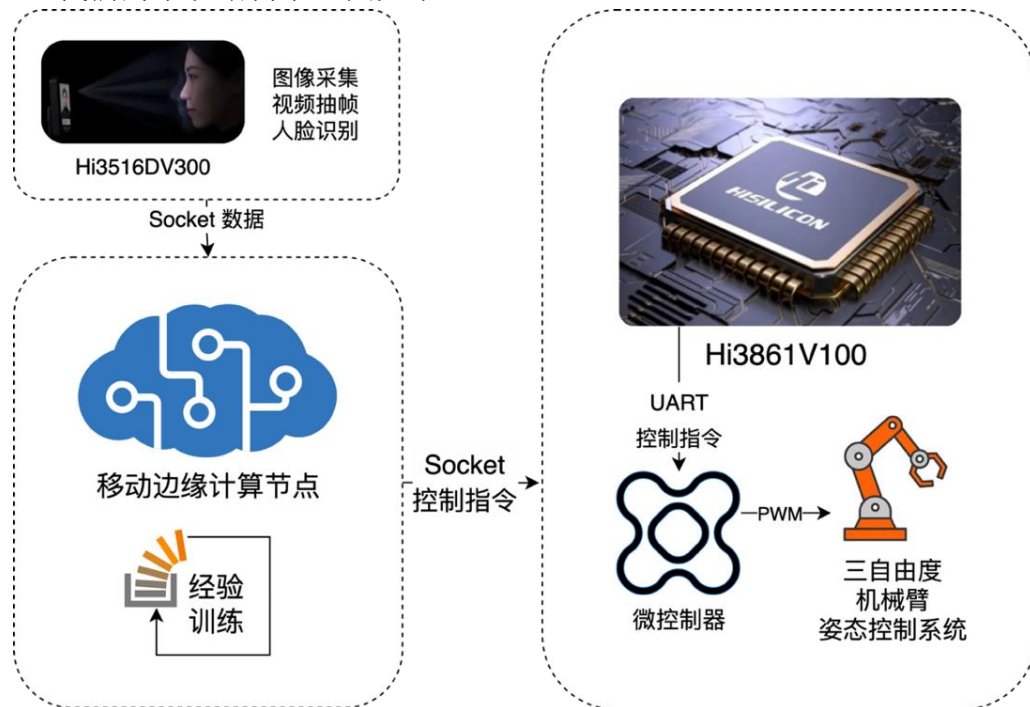 图像采集
视频抽帧
人脸识别
Hi3516DV300
Socket 数据
移动边缘计算节点
经验
训练
Socket
控制指令
HISILICON
Hi3861V100
UART
控制指令
微控制器
PWM
三自由度
机械臂
姿态控制系统